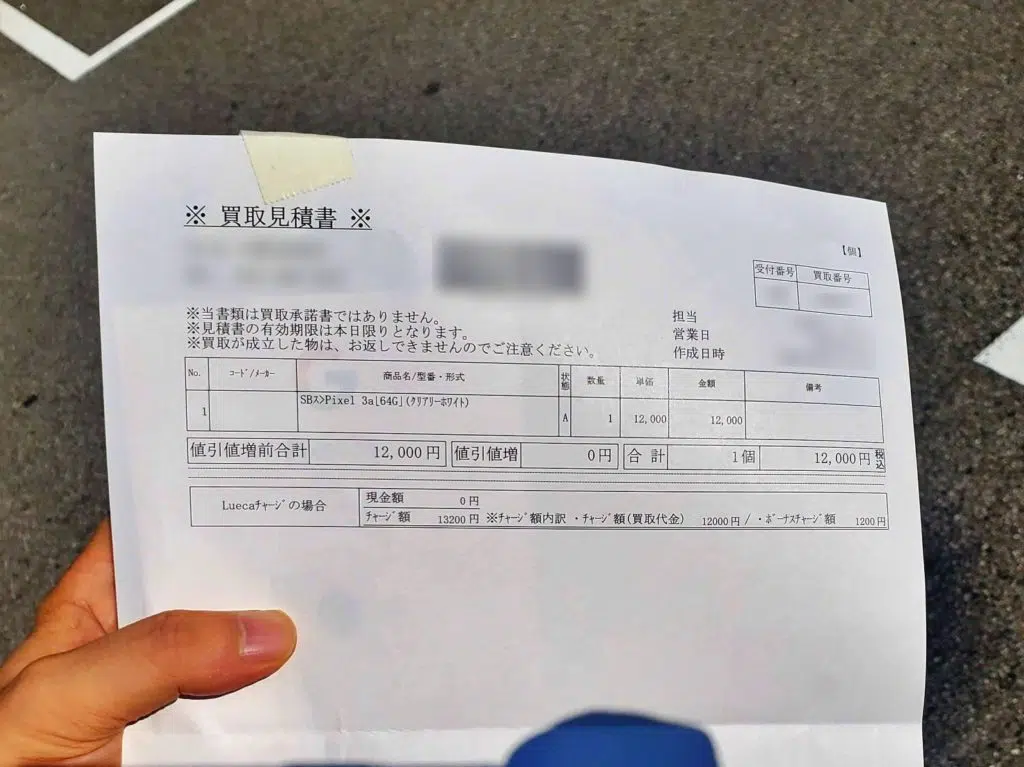 ※ 買取見積書 ※
【個】
受付番号 買取番号
※当書類は買取承諾書ではありません。
※見積書の有効期限は本日限りとなります。
※買取が成立した物は、お返しできませんのでご注意ください。
担当
営業日
作成日時
No. コード/メーカー 商品名/型番・形式 状態 数量 単価 金額 備考
1 SBス>Pixel 3a[64G](クリアリーホワイト) A 1 12,000 12,000
値引値増前合計 12,000円 値引値増 0円 合計 1個 12,000円 税込
Luecaチャージの場合
現金額 0円
チャージ額 13200円 ※チャージ額内訳 ・チャージ額(買取代金) 12000円 / ・ボーナスチャージ額 1200円